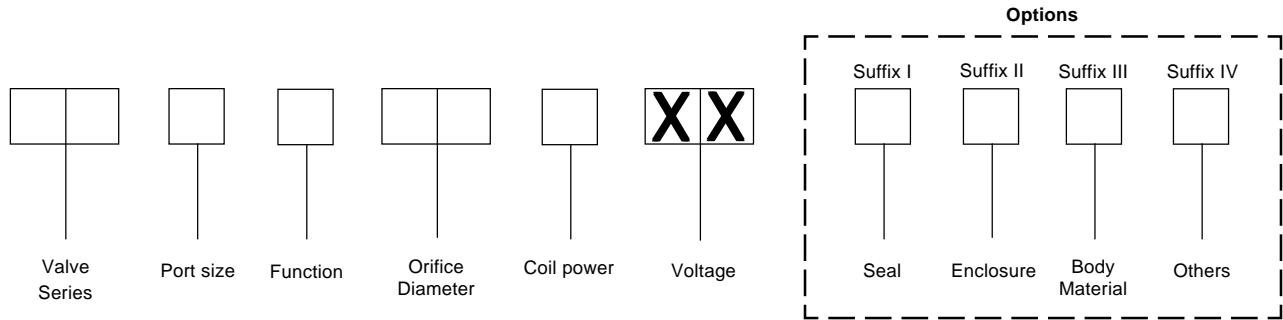 Options
Suffix I Suffix II Suffix III Suffix IV
X X
Valve
Series
Port size
Function
Orifice
Diameter
Coil power
Voltage
Seal
Enclosure
Body
Material
Others